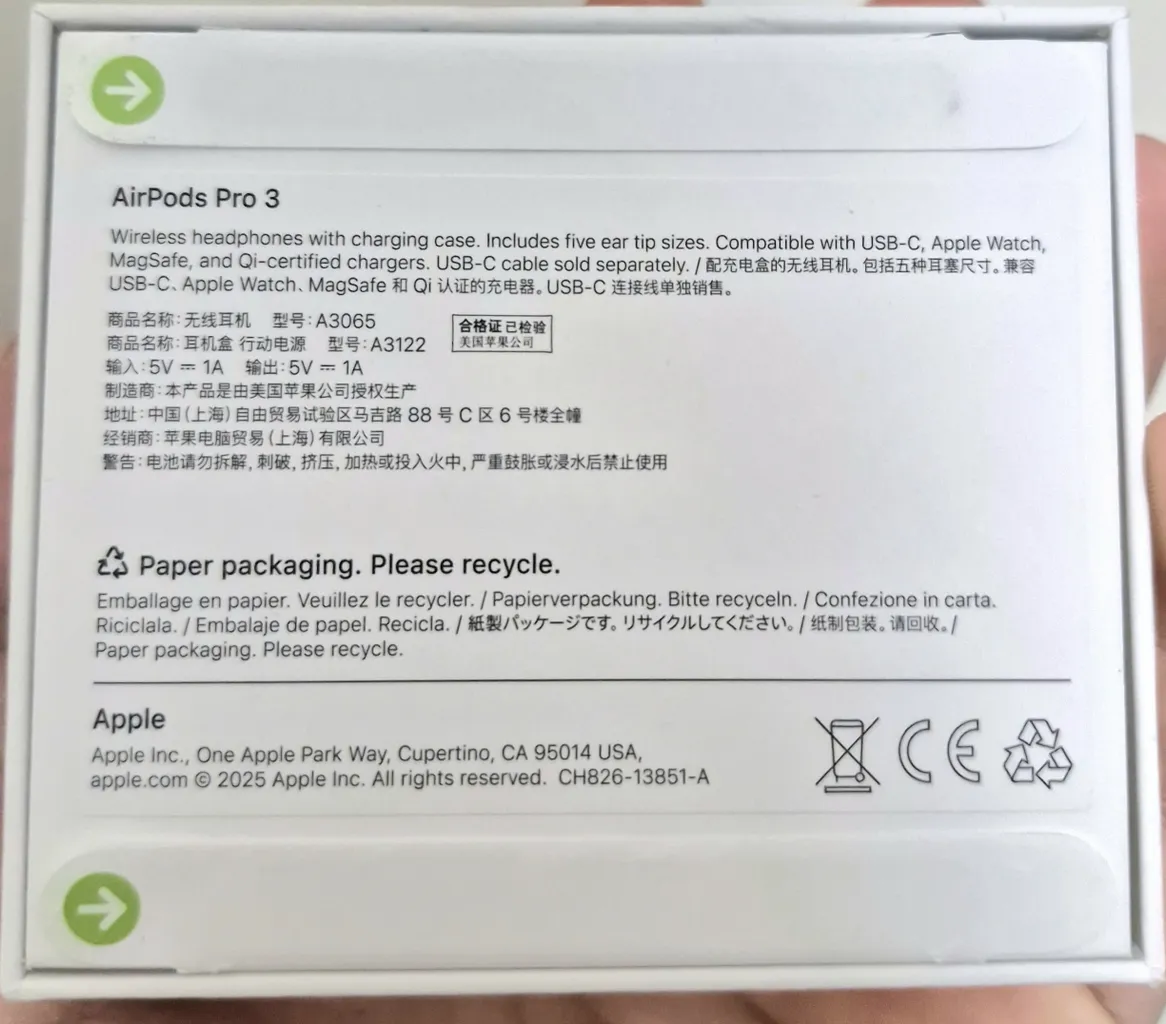 AirPods Pro 3
Wireless headphones with charging case. Includes five ear tip sizes. Compatible with USB-C, Apple Watch,
MagSafe, and Qi-certified chargers. USB-C cable sold separately. / 配充电盒的无线耳机。包括五种耳塞尺寸。兼容
USB-C、Apple Watch、MagSafe 和 Qi 认证的充电器。USB-C 连接线单独销售。
商品名称:无线耳机 型号:A3065
商品名称:耳机盒 行动电源 型号:A3122
合格证 已检验
美国苹果公司
输入:5V ⎓ 1A 输出:5V ⎓ 1A
制造商:本产品是由美国苹果公司授权生产
地址:中国(上海)自由贸易试验区马吉路 88 号 C 区 6 号楼全幢
经销商:苹果电脑贸易(上海)有限公司
警告:电池请勿拆解, 刺破, 挤压, 加热或投入火中, 严重鼓胀或浸水后禁止使用
Paper packaging. Please recycle.
Emballage en papier. Veuillez le recycler. / Papierverpackung. Bitte recyceln. / Confezione in carta.
Riciclala. / Embalaje de papel. Recicla. / 紙製パッケージです。リサイクルしてください。/ 纸制包装。请回收。/
Paper packaging. Please recycle.
Apple
Apple Inc., One Apple Park Way, Cupertino, CA 95014 USA,
apple.com © 2025 Apple Inc. All rights reserved. CH826-13851-A
CE